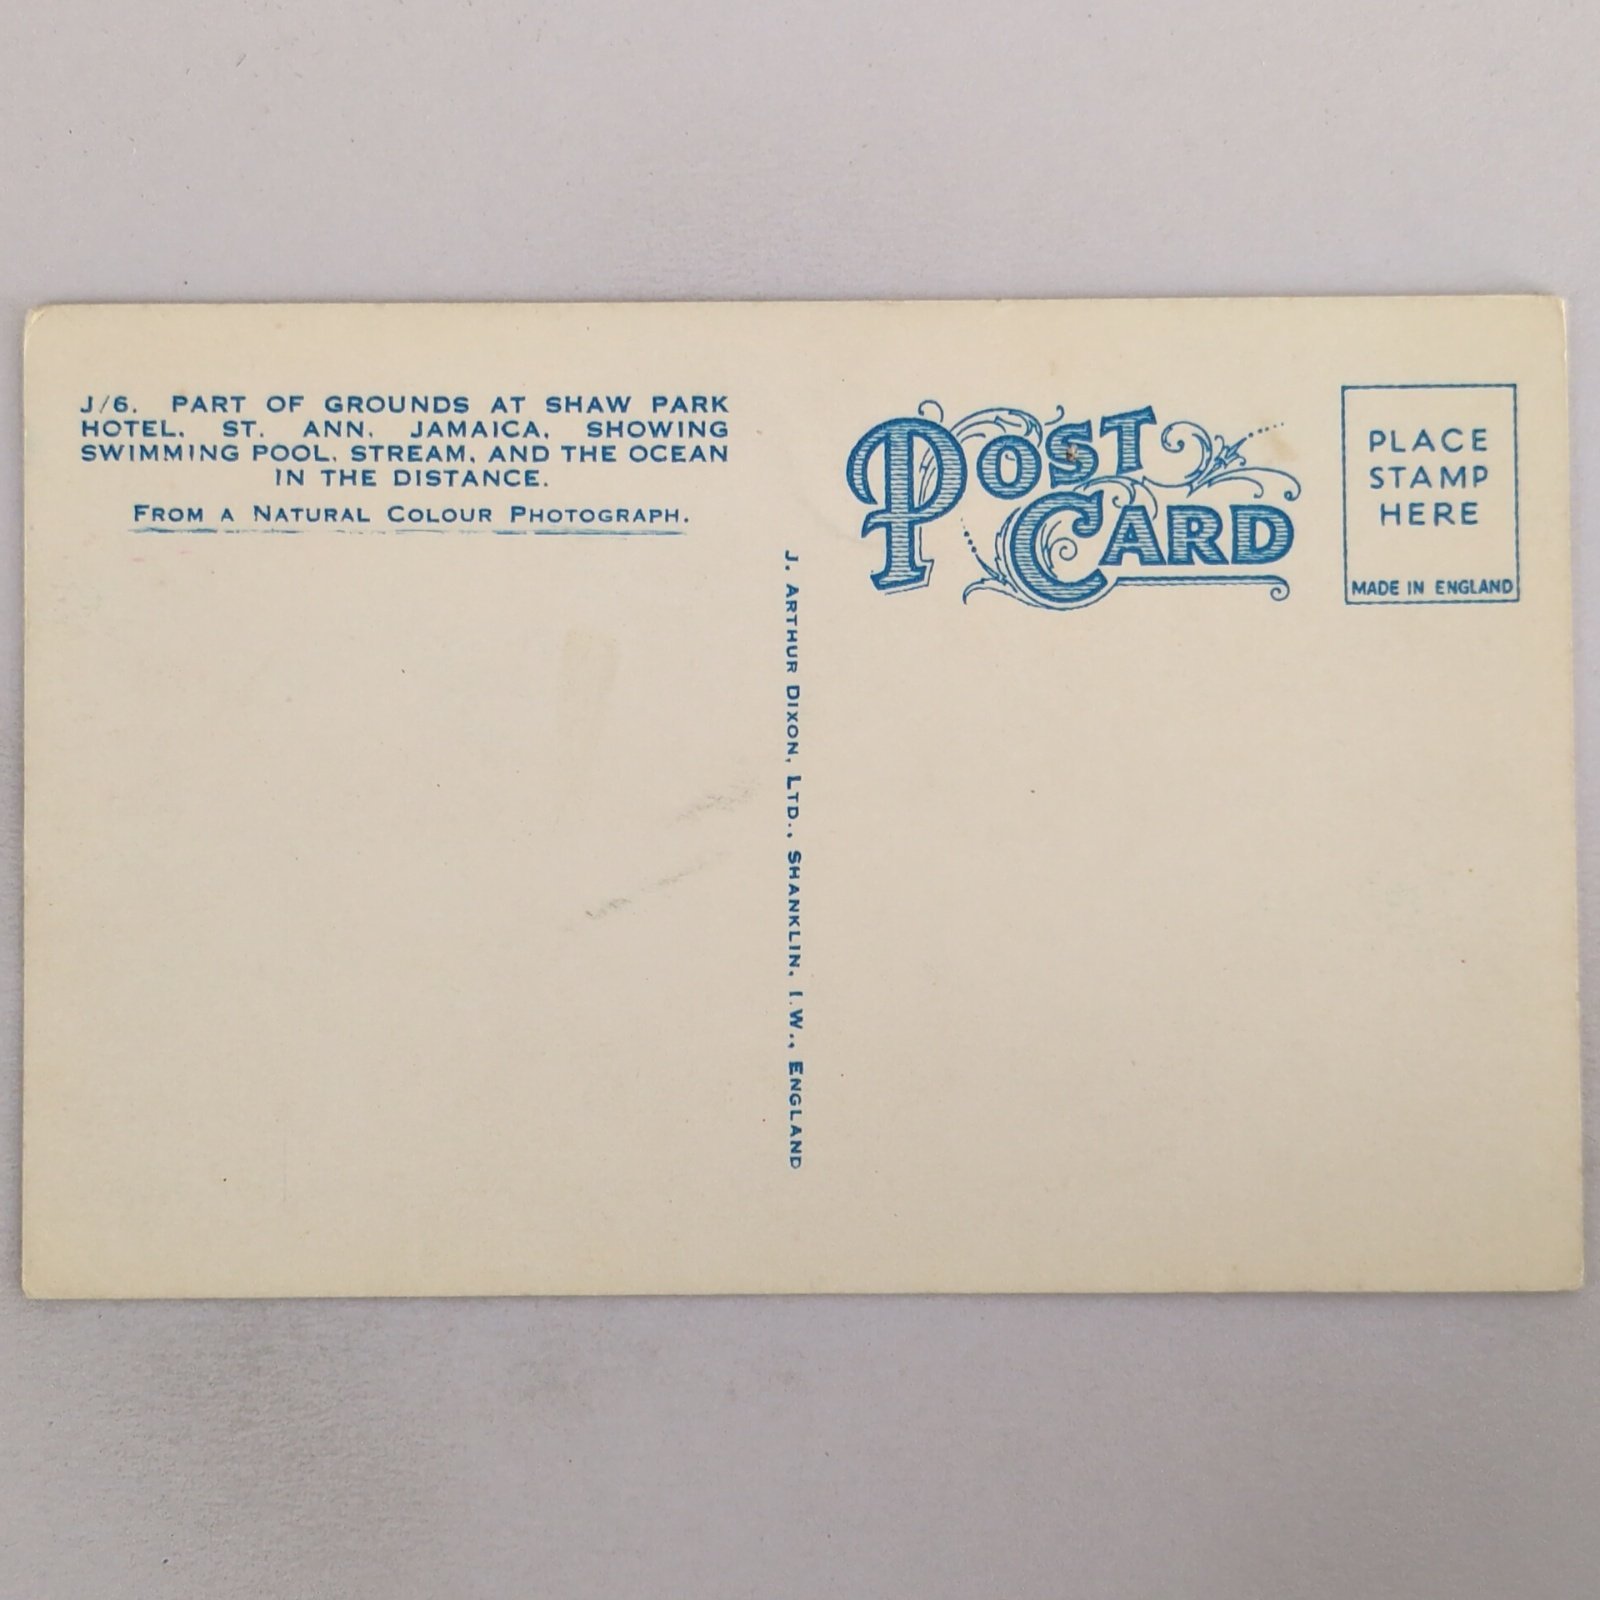 J/6. PART OF GROUNDS AT SHAW PARK
HOTEL, ST. ANN, JAMAICA, SHOWING
SWIMMING POOL, STREAM, AND THE OCEAN
IN THE DISTANCE.
FROM A NATURAL COLOUR PHOTOGRAPH.
J. ARTHUR DIXON, LTD., SHANKLIN, I.W., ENGLAND
POST
CARD
PLACE
STAMP
HERE
MADE IN ENGLAND